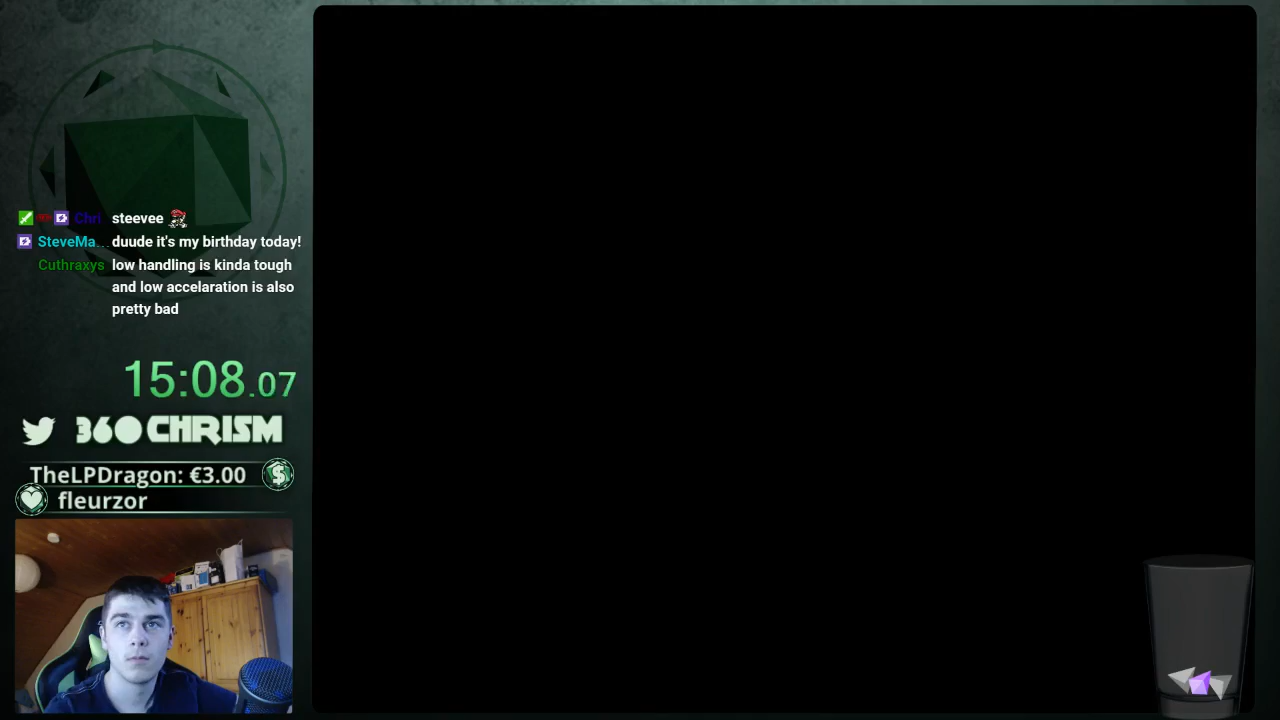 Chri steevee
SteveMa... duude it's my birthday today!
Cuthraxys low handling is kinda tough
and low accelaration is also
pretty bad
15:08.07
360CHRISM
TheLPDragon: €3.00
fleurzor